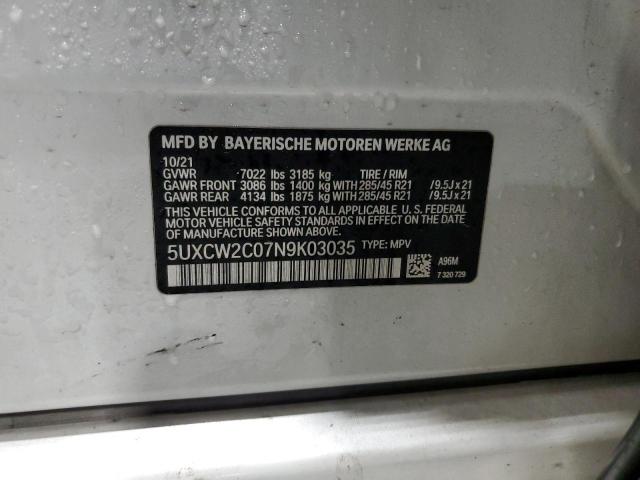 MFD BY BAYERISCHE MOTOREN WERKE AG
10/21
GVWR 7022 lbs 3185 kg TIRE / RIM
GAWR FRONT 3086 lbs 1400 kg WITH 285/45 R21 /9.5J x 21
GAWR REAR 4134 lbs 1875 kg WITH 285/45 R21 /9.5J x 21
THIS VEHICLE CONFORMS TO ALL APPLICABLE U. S. FEDERAL
MOTOR VEHICLE SAFETY STANDARDS IN EFFECT ON THE
DATE OF MANUFACTURE SHOWN ABOVE.
5UXCW2C07N9K03035 TYPE: MPV
A96M
7 320 729